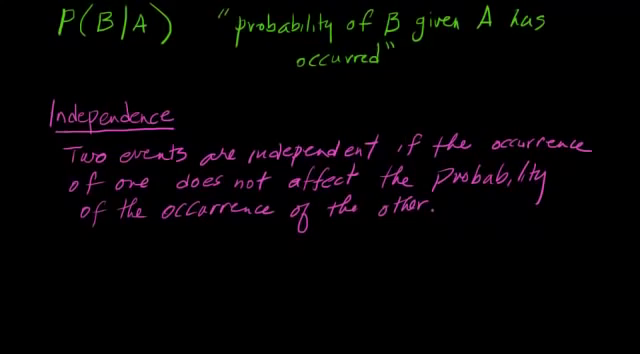 P(B|A) "probability of B given A has
occurred"
Independence
Two events are independent if the occurrence
of one does not affect the probability
of the occurrence of the other.